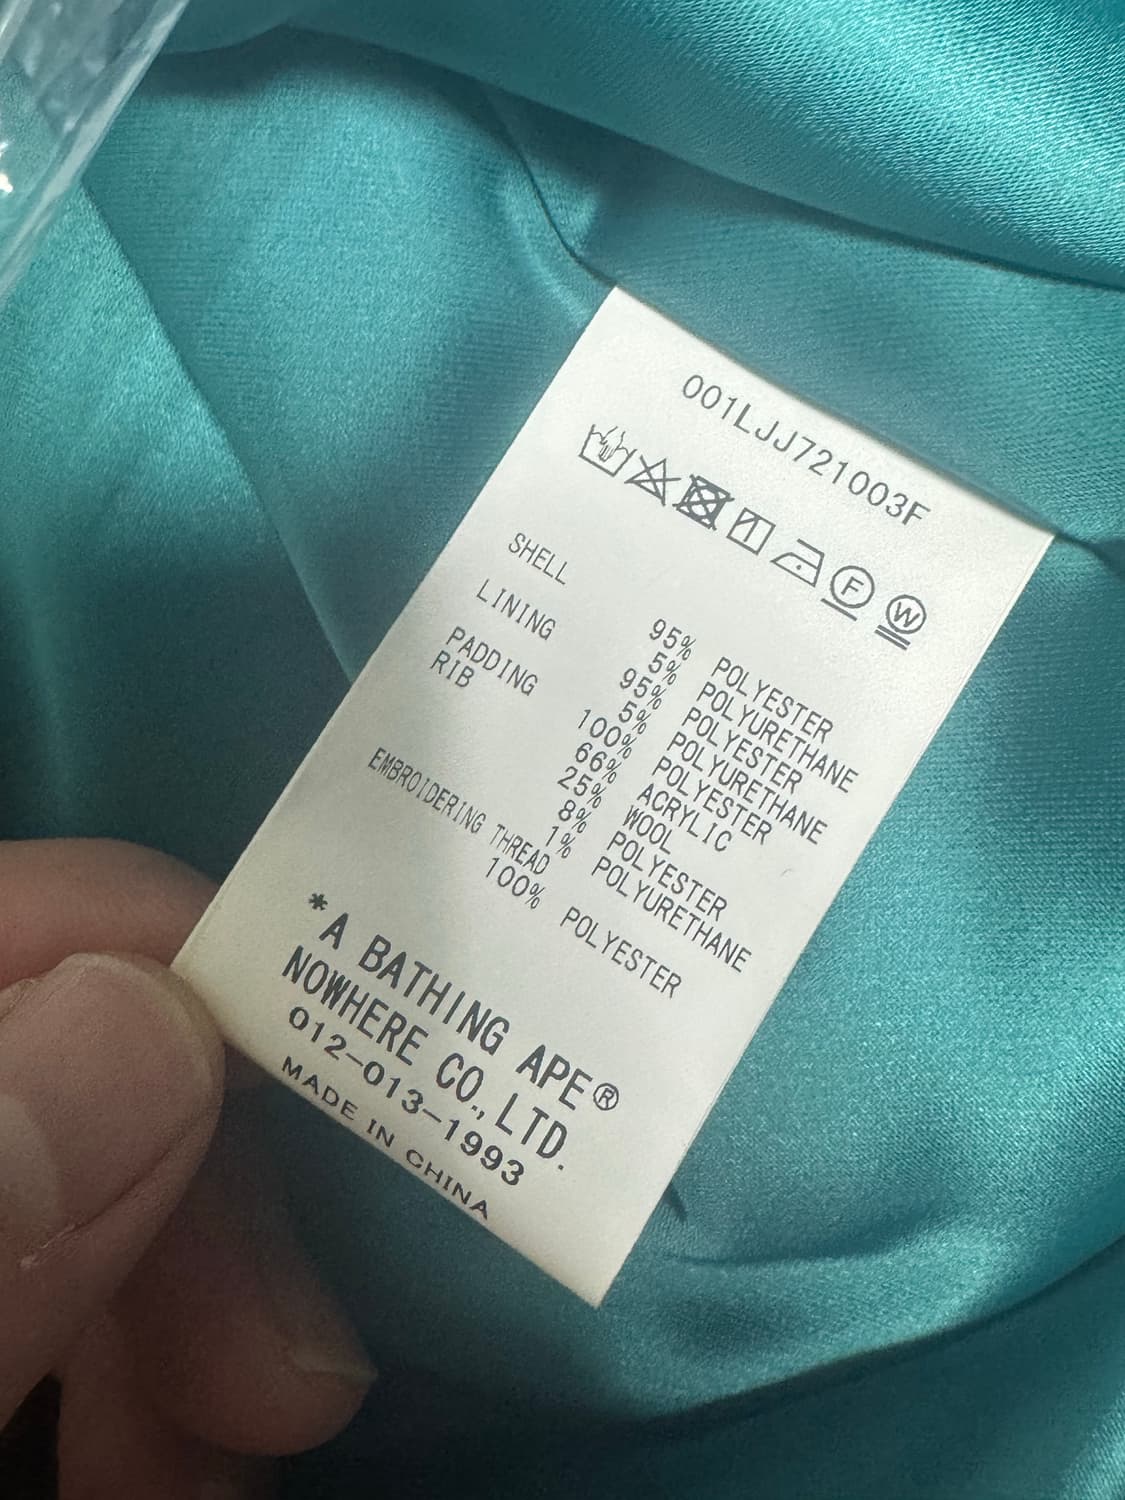 001LJJ721003F
F W
SHELL
95% POLYESTER
5% POLYURETHANE
LINING
95% POLYESTER
5% POLYURETHANE
PADDING
100% POLYESTER
RIB
66% ACRYLIC
25% WOOL
8% POLYESTER
1% POLYURETHANE
EMBROIDERING THREAD
100% POLYESTER
*A BATHING APE®
NOWHERE CO.,LTD.
012-013-1993
MADE IN CHINA